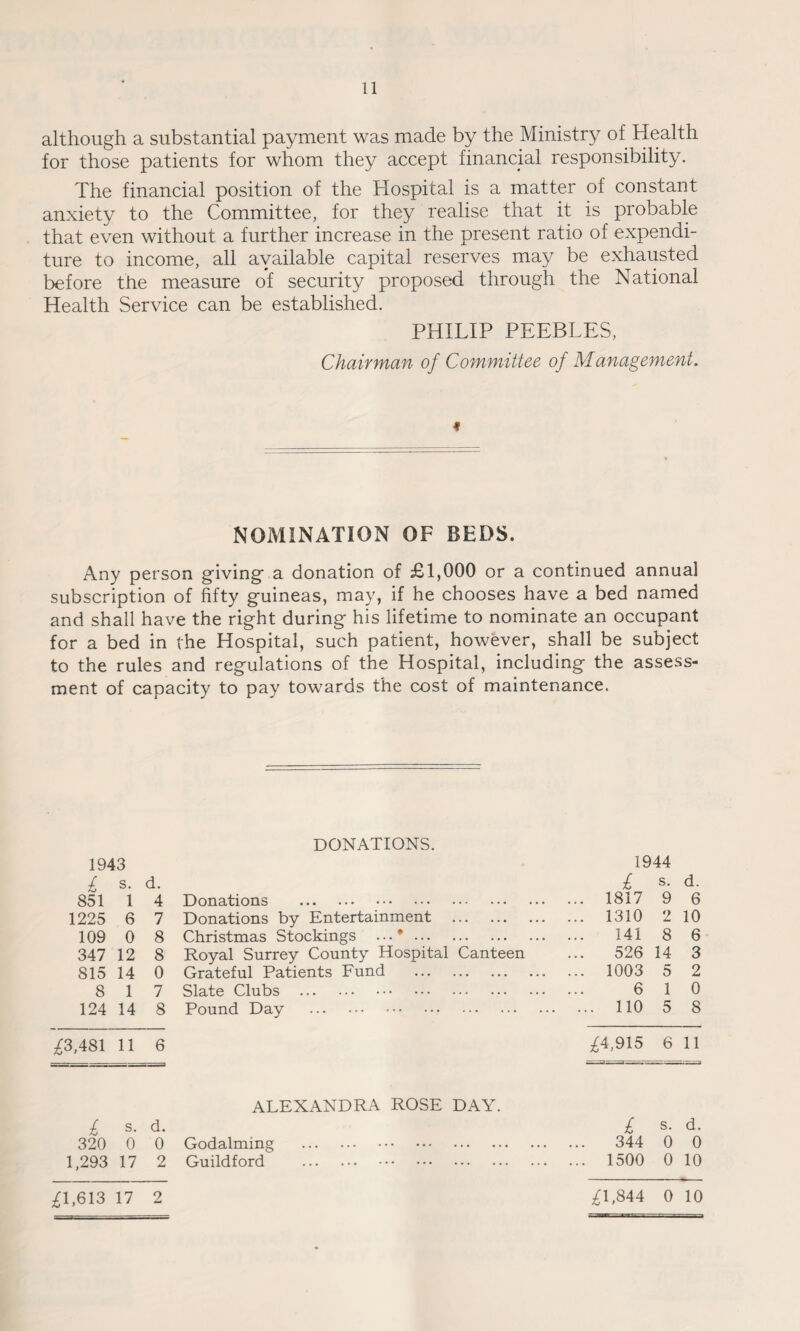 11
although a substantial payment was made by the Ministry of Health
for those patients for whom they accept financial responsibility.
The financial position of the Hospital is a matter of constant
anxiety to the Committee, for they realise that it is probable
that even without a further increase in the present ratio of expendi-
ture to income, all available capital reserves may be exhausted
before the measure of security proposed through the National
Health Service can be established.
PHILIP PEEBLES,
Chairman of Committee of Management.
NOMINATION OF BEDS.
Any person giving a donation of £1,000 or a continued annual
subscription of fifty guineas, may, if he chooses have a bed named
and shall have the right during his lifetime to nominate an occupant
for a bed in the Hospital, such patient, however, shall be subject
to the rules and regulations of the Hospital, including the assess-
ment of capacity to pay towards the cost of maintenance.
DONATIONS.
1943 1944
£ s. d. £ s. d.
851 1 4 Donations ... ... ... ... ... ... ... ... 1817 9 6
1225 6 7 Donations by Entertainment ... ... ... ... 1310 2 10
109 0 8 Christmas Stockings ... ... ... ... ... ... 141 8 6
347 12 8 Royal Surrey County Hospital Canteen ... 526 14 3
815 14 0 Grateful Patients Fund ... ... ... ... ... 1003 5 2
8 1 7 Slate Clubs ... ... ... ... ... ... ... ... 6 1 0
124 14 8 Pound Day ... ... ... ... ... ... ... ... 110 5 8
£3,481 11 6 £4,915 6 11
ALEXANDRA ROSE DAY.
£ s. d. £ s. d.
320 0 0 Godalming ... ... ... ... ... ... ... ... 344 0 0
1,293 17 2 Guildford ... ... ... ... ... ... ... ... 1500 0 10
£1,613 17 2 £1,844 0 10